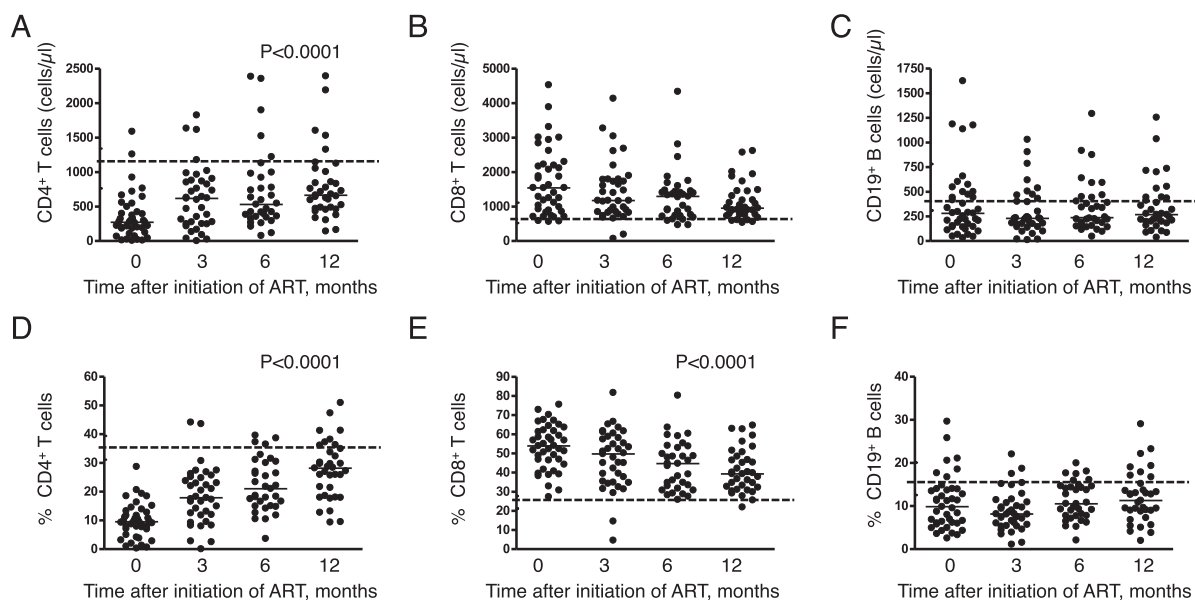 A
P<0.0001
CD4+ T cells (cells/µl)
2500
2000
1500
1000
500
0
0 3 6 12
Time after initiation of ART, months
B
CD8+ T cells (cells/µl)
5000
4000
3000
2000
1000
0
0 3 6 12
Time after initiation of ART, months
C
CD19+ B cells (cells/µl)
1750
1500
1250
1000
750
500
250
0
0 3 6 12
Time after initiation of ART, months
D
P<0.0001
% CD4+ T cells
60
50
40
30
20
10
0
0 3 6 12
Time after initiation of ART, months
E
P<0.0001
% CD8+ T cells
90
80
70
60
50
40
30
20
10
0
0 3 6 12
Time after initiation of ART, months
F
% CD19+ B cells
40
30
20
10
0
0 3 6 12
Time after initiation of ART, months